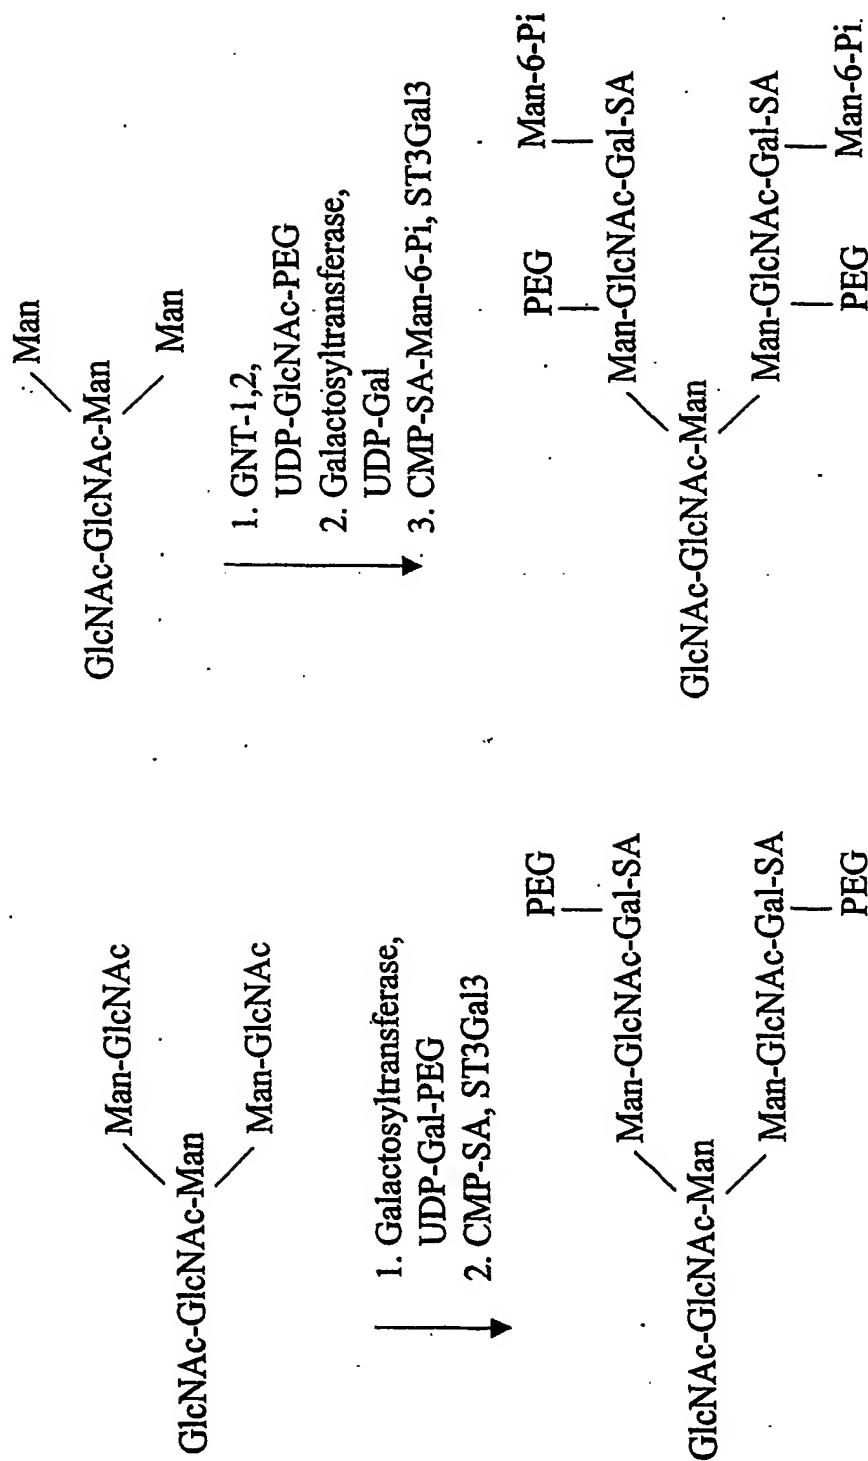 Man-GlcNAc
GlcNAc-GlcNAc-Man
Man-GlcNAc
1. Galactosyltransferase,
UDP-Gal-PEG
2. CMP-SA, ST3Gal3
PEG
Man-GlcNAc-Gal-SA
GlcNAc-GlcNAc-Man
Man-GlcNAc-Gal-SA
PEG
Man
GlcNAc-GlcNAc-Man
Man
1. GNT-1,2,
UDP-GlcNAc-PEG
2. Galactosyltransferase,
UDP-Gal
3. CMP-SA-Man-6-Pi, ST3Gal3
PEG Man-6-Pi
Man-GlcNAc-Gal-SA
GlcNAc-GlcNAc-Man
Man-GlcNAc-Gal-SA
PEG Man-6-Pi